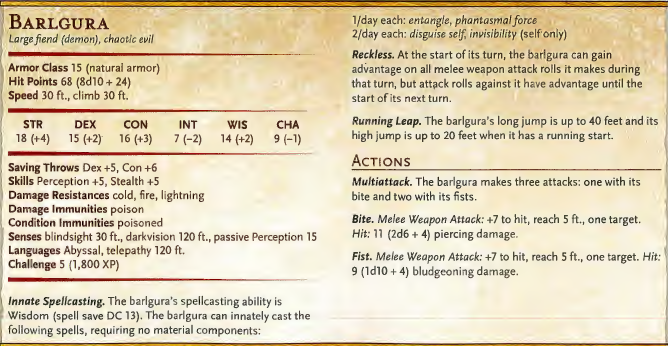 BARLGURA
Large fiend (demon), chaotic evil
Armor Class 15 (natural armor)
Hit Points 68 (8d10 + 24)
Speed 30 ft., climb 30 ft.
STR DEX CON INT WIS CHA
18 (+4) 15 (+2) 16 (+3) 7 (−2) 14 (+2) 9 (−1)
Saving Throws Dex +5, Con +6
Skills Perception +5, Stealth +5
Damage Resistances cold, fire, lightning
Damage Immunities poison
Condition Immunities poisoned
Senses blindsight 30 ft., darkvision 120 ft., passive Perception 15
Languages Abyssal, telepathy 120 ft.
Challenge 5 (1,800 XP)
Innate Spellcasting. The barlgura's spellcasting ability is
Wisdom (spell save DC 13). The barlgura can innately cast the
following spells, requiring no material components:
1/day each: entangle, phantasmal force
2/day each: disguise self, invisibility (self only)
Reckless. At the start of its turn, the barlgura can gain
advantage on all melee weapon attack rolls it makes during
that turn, but attack rolls against it have advantage until the
start of its next turn.
Running Leap. The barlgura's long jump is up to 40 feet and its
high jump is up to 20 feet when it has a running start.
ACTIONS
Multiattack. The barlgura makes three attacks: one with its
bite and two with its fists.
Bite. Melee Weapon Attack: +7 to hit, reach 5 ft., one target.
Hit: 11 (2d6 + 4) piercing damage.
Fist. Melee Weapon Attack: +7 to hit, reach 5 ft., one target. Hit:
9 (1d10 + 4) bludgeoning damage.